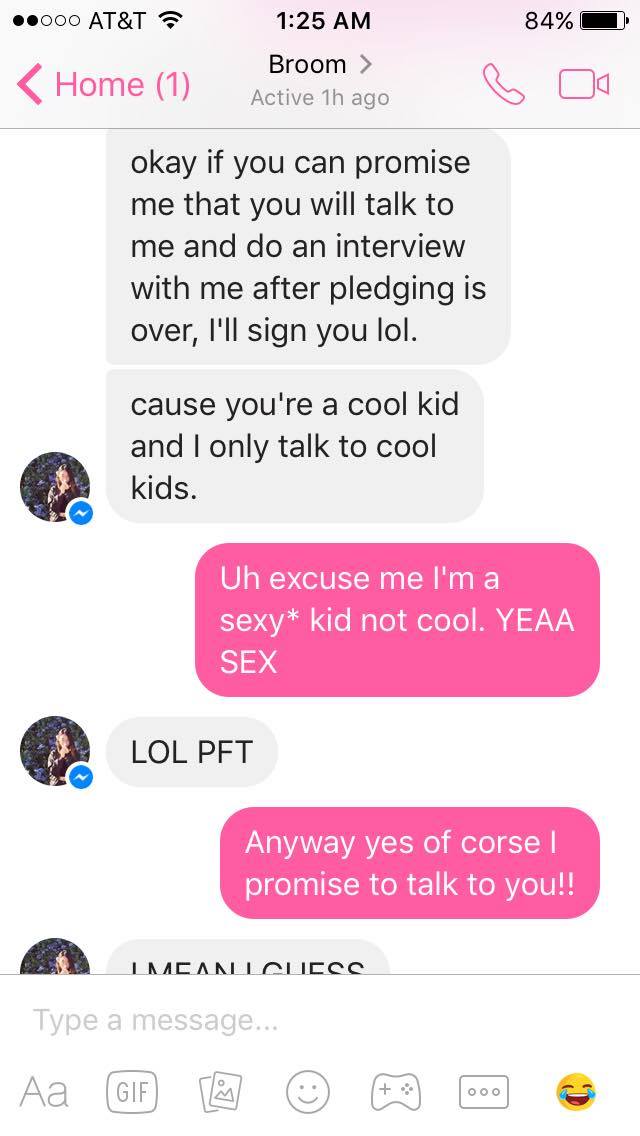 AT&T 1:25 AM 84%
Home (1)
Broom
Active 1h ago
okay if you can promise
me that you will talk to
me and do an interview
with me after pledging is
over, I'll sign you lol.
cause you're a cool kid
and I only talk to cool
kids.
Uh excuse me I'm a
sexy* kid not cool. YEAA
SEX
LOL PFT
Anyway yes of corse I
promise to talk to you!!
I MEAN I GUESS
Type a message...
Aa GIF